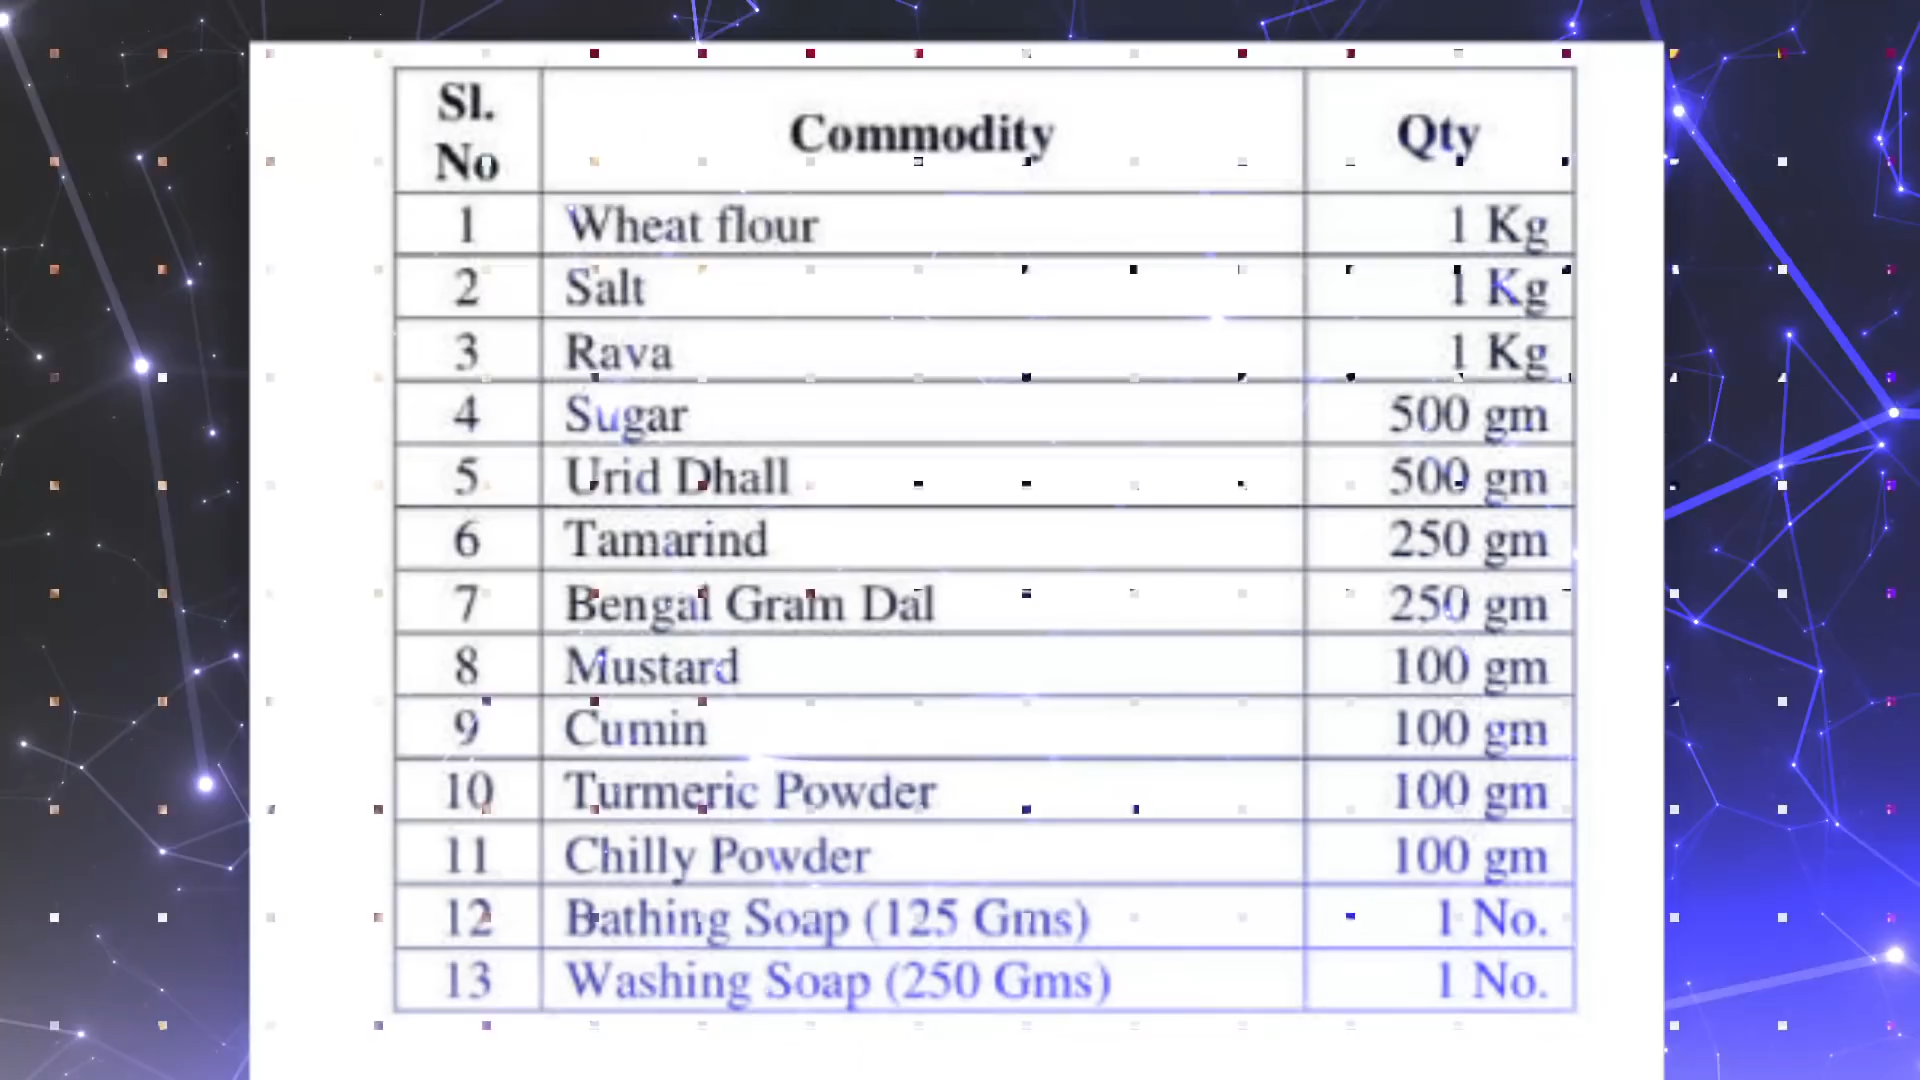 Sl. No Commodity Qty
1 Wheat flour 1 Kg
2 Salt 1 Kg
3 Rava 1 Kg
4 Sugar 500 gm
5 Urid Dhall 500 gm
6 Tamarind 250 gm
7 Bengal Gram Dal 250 gm
8 Mustard 100 gm
9 Cumin 100 gm
10 Turmeric Powder 100 gm
11 Chilly Powder 100 gm
12 Bathing Soap (125 Gms) 1 No.
13 Washing Soap (250 Gms) 1 No.